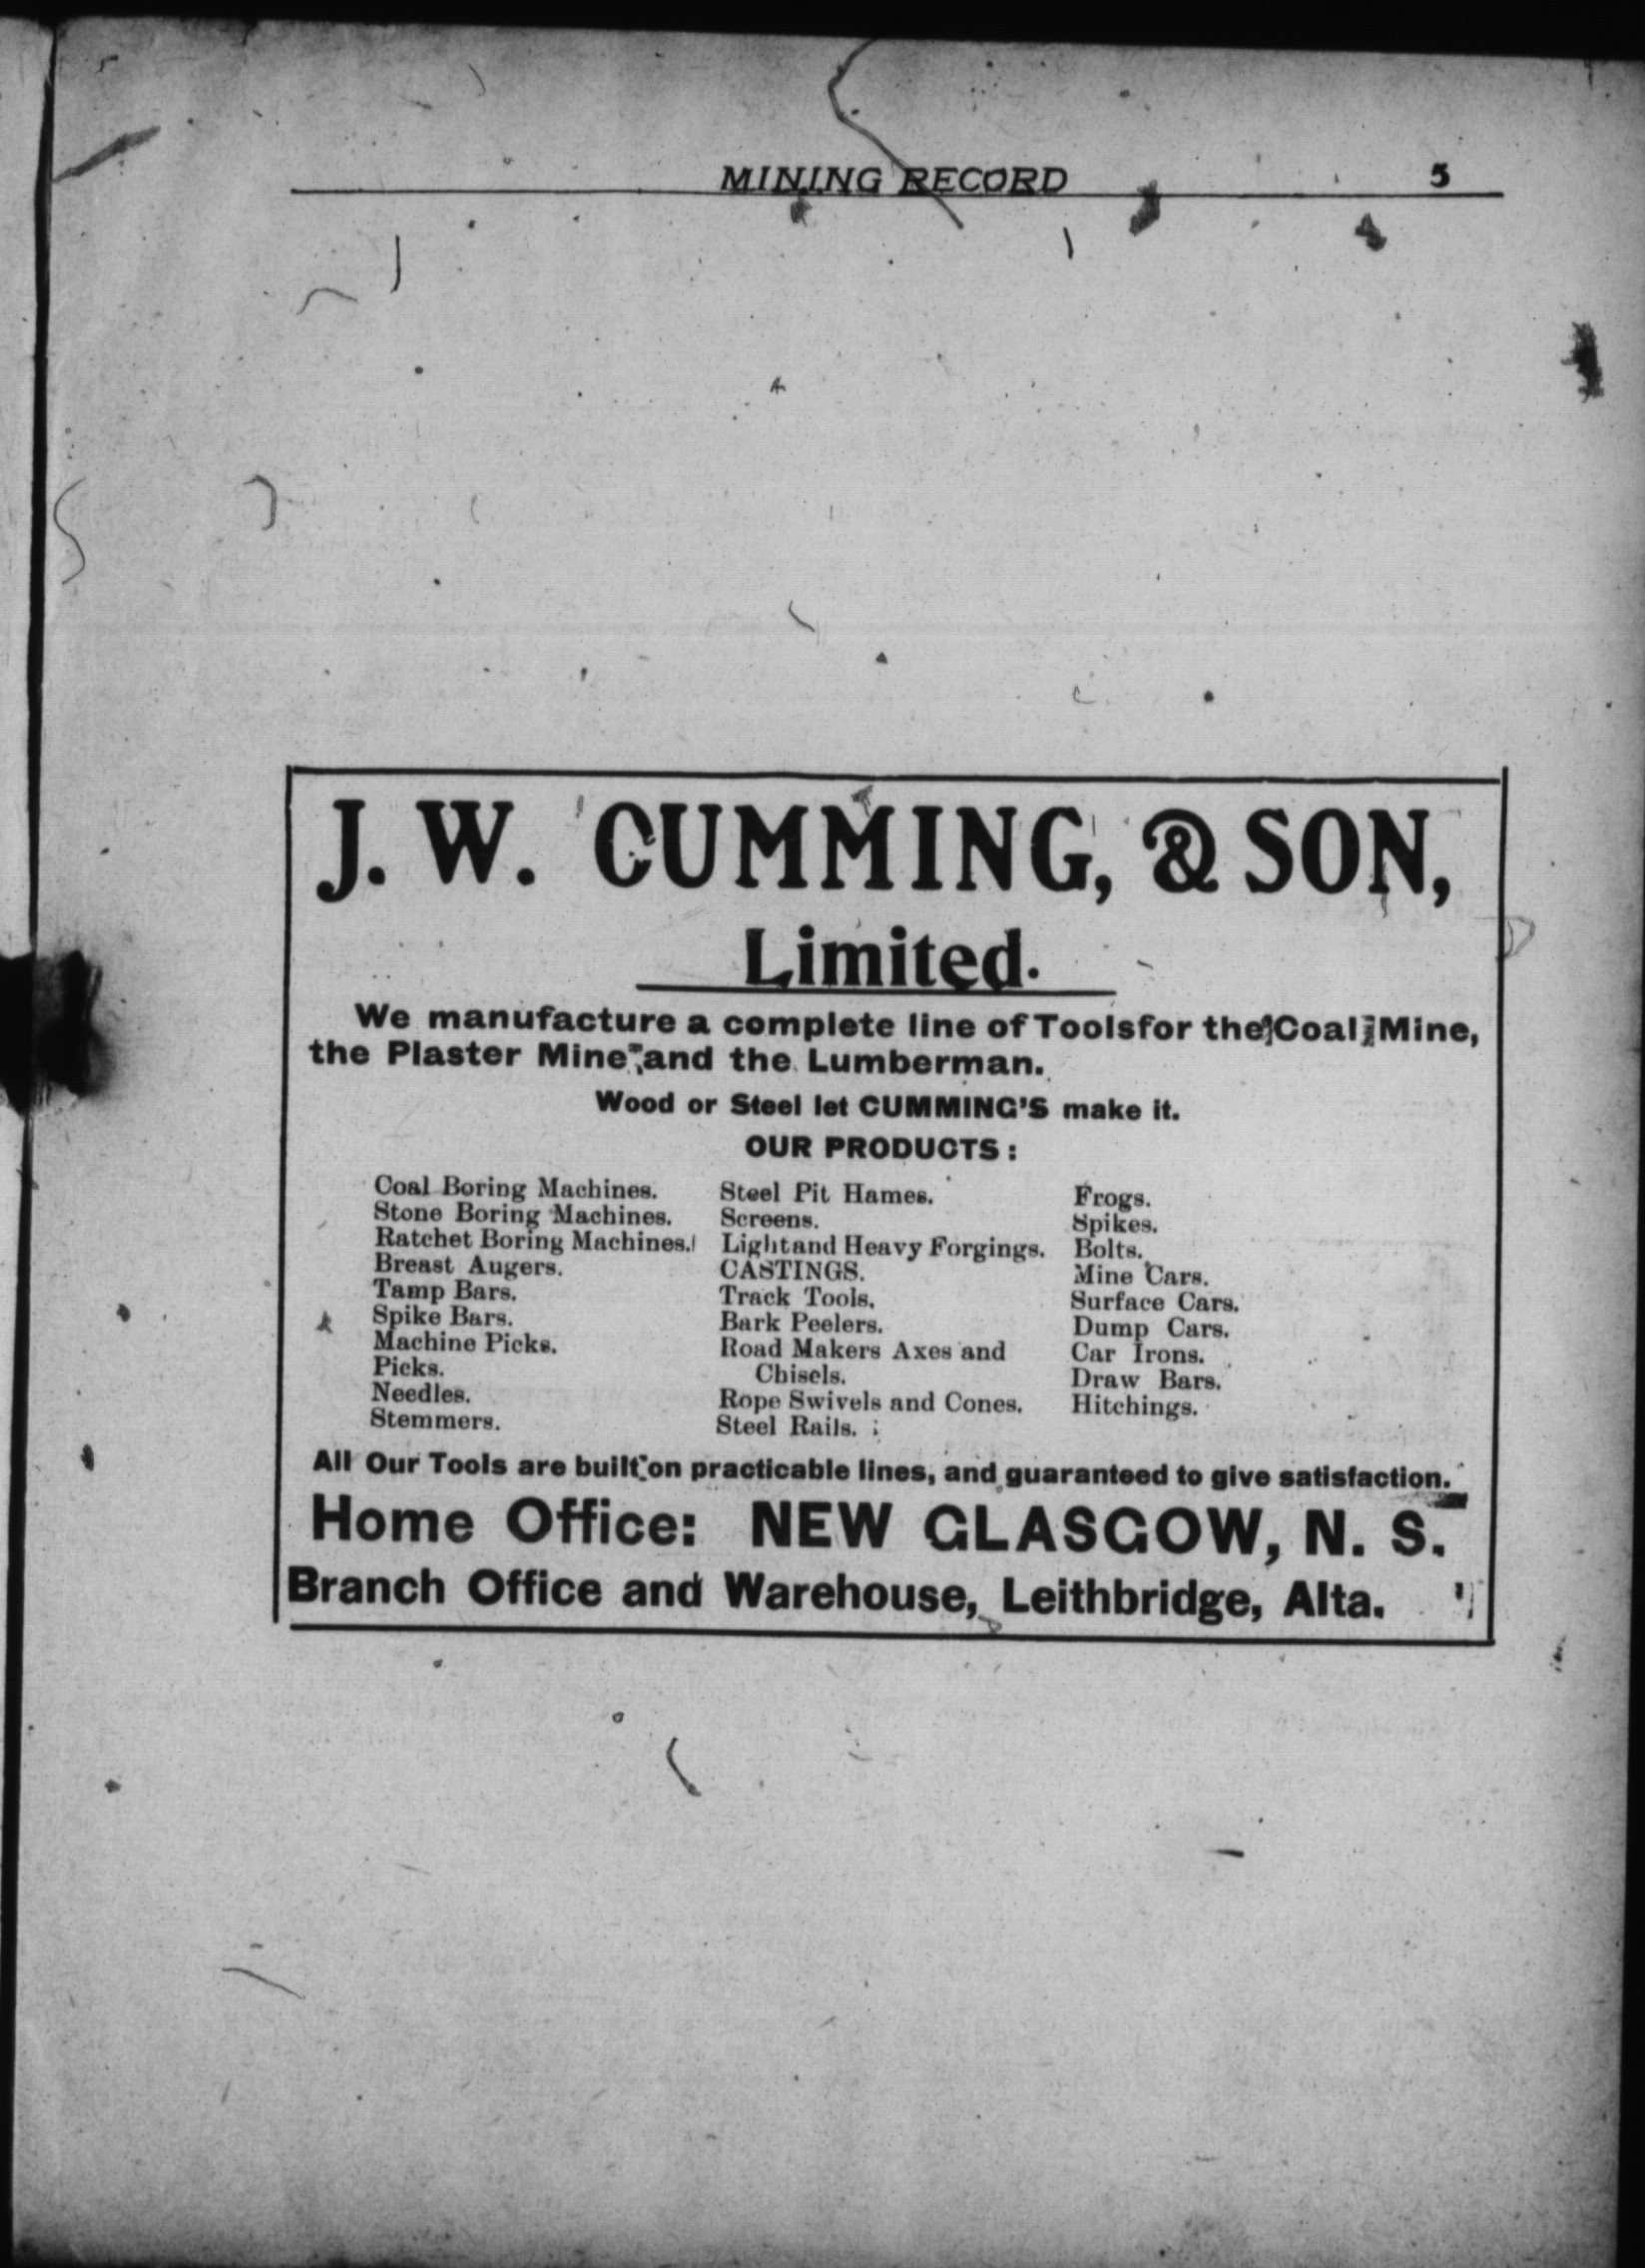 MINING RECORD 5
J. W. CUMMING, & SON,
Limited.
We manufacture a complete line of Toolsfor the Coal Mine,
the Plaster Mine and the Lumberman.
Wood or Steel let CUMMING'S make it.
OUR PRODUCTS:
Coal Boring Machines.
Stone Boring Machines.
Ratchet Boring Machines.
Breast Augers.
Tamp Bars.
Spike Bars.
Machine Picks.
Picks.
Needles.
Stemmers.
Steel Pit Hames.
Screens.
Lightand Heavy Forgings.
CASTINGS.
Track Tools.
Bark Peelers.
Road Makers Axes and
Chisels.
Rope Swivels and Cones.
Steel Rails.
Frogs.
Spikes.
Bolts.
Mine Cars.
Surface Cars.
Dump Cars.
Car Irons.
Draw Bars.
Hitchings.
All Our Tools are built on practicable lines, and guaranteed to give satisfaction.
Home Office: NEW GLASGOW, N. S.
Branch Office and Warehouse, Leithbridge, Alta.